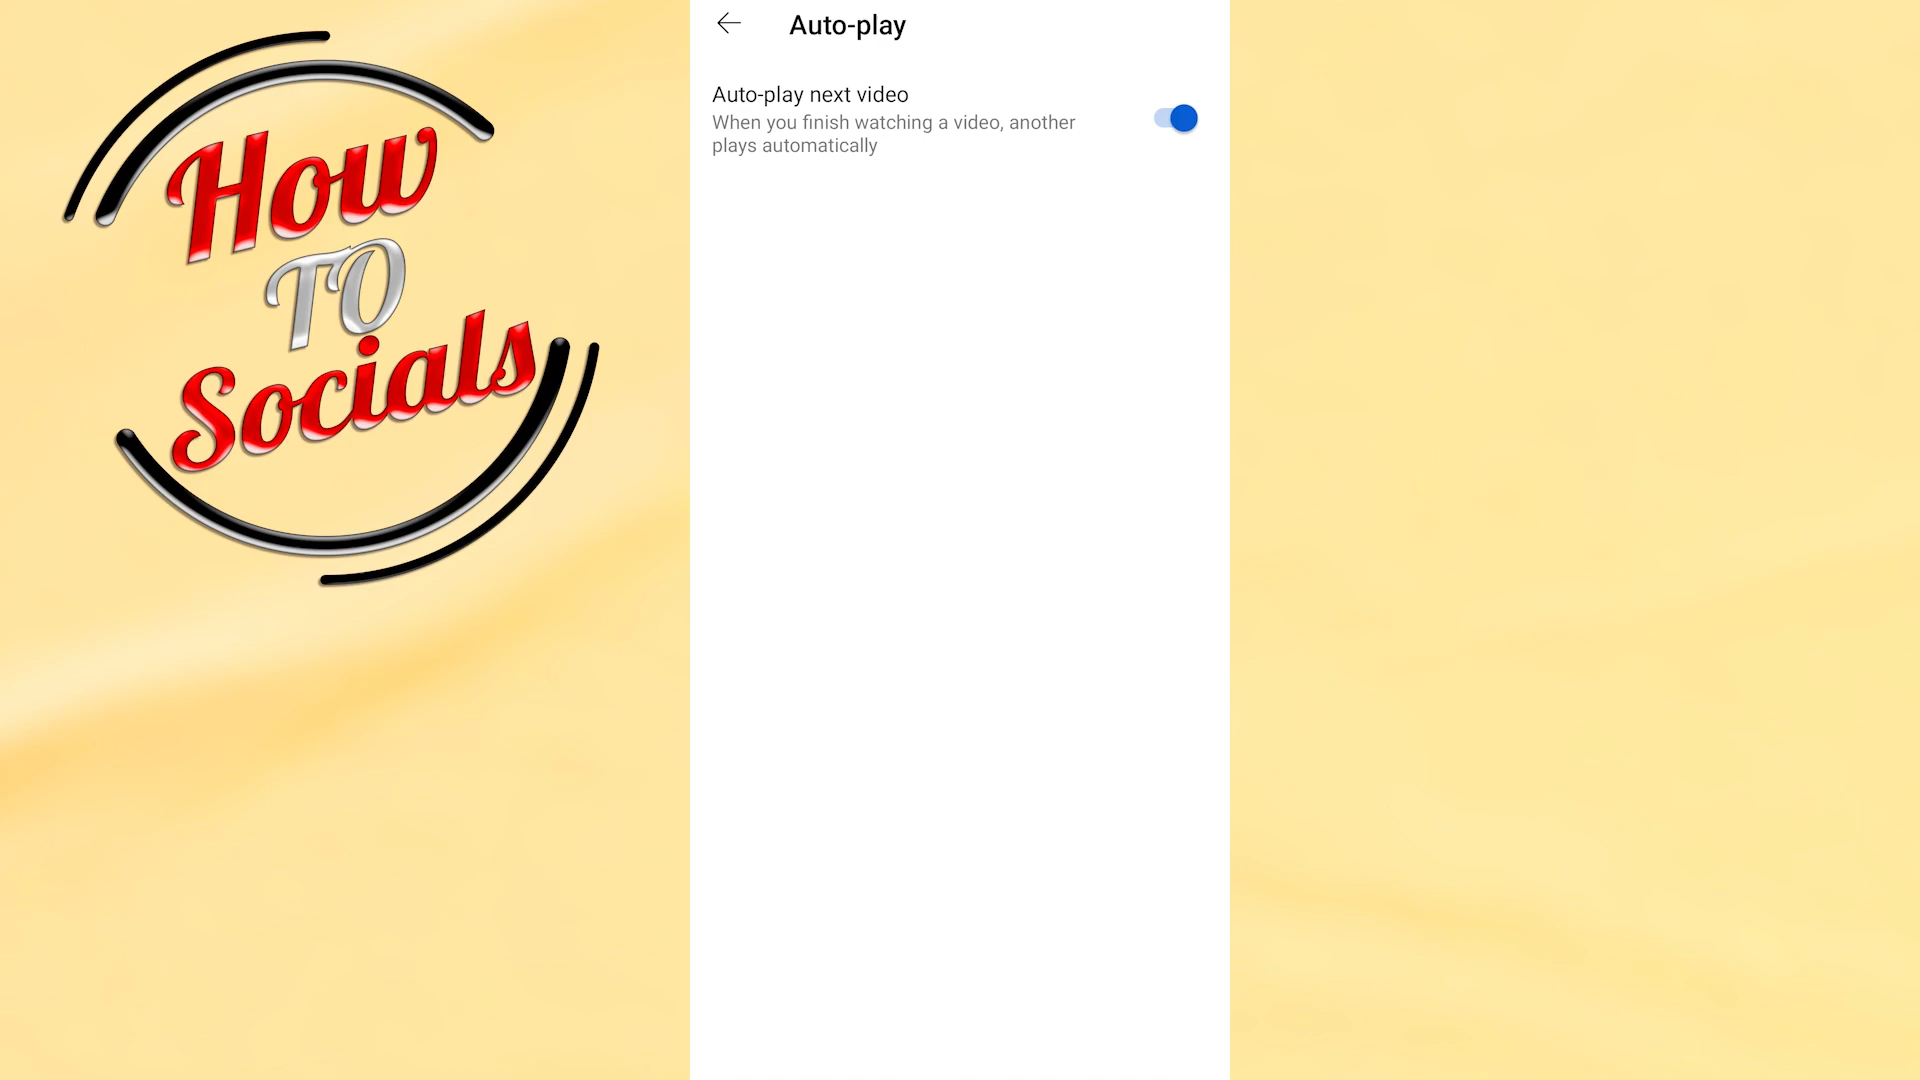 How
TO
Socials
Auto-play
Auto-play next video
When you finish watching a video, another
plays automatically